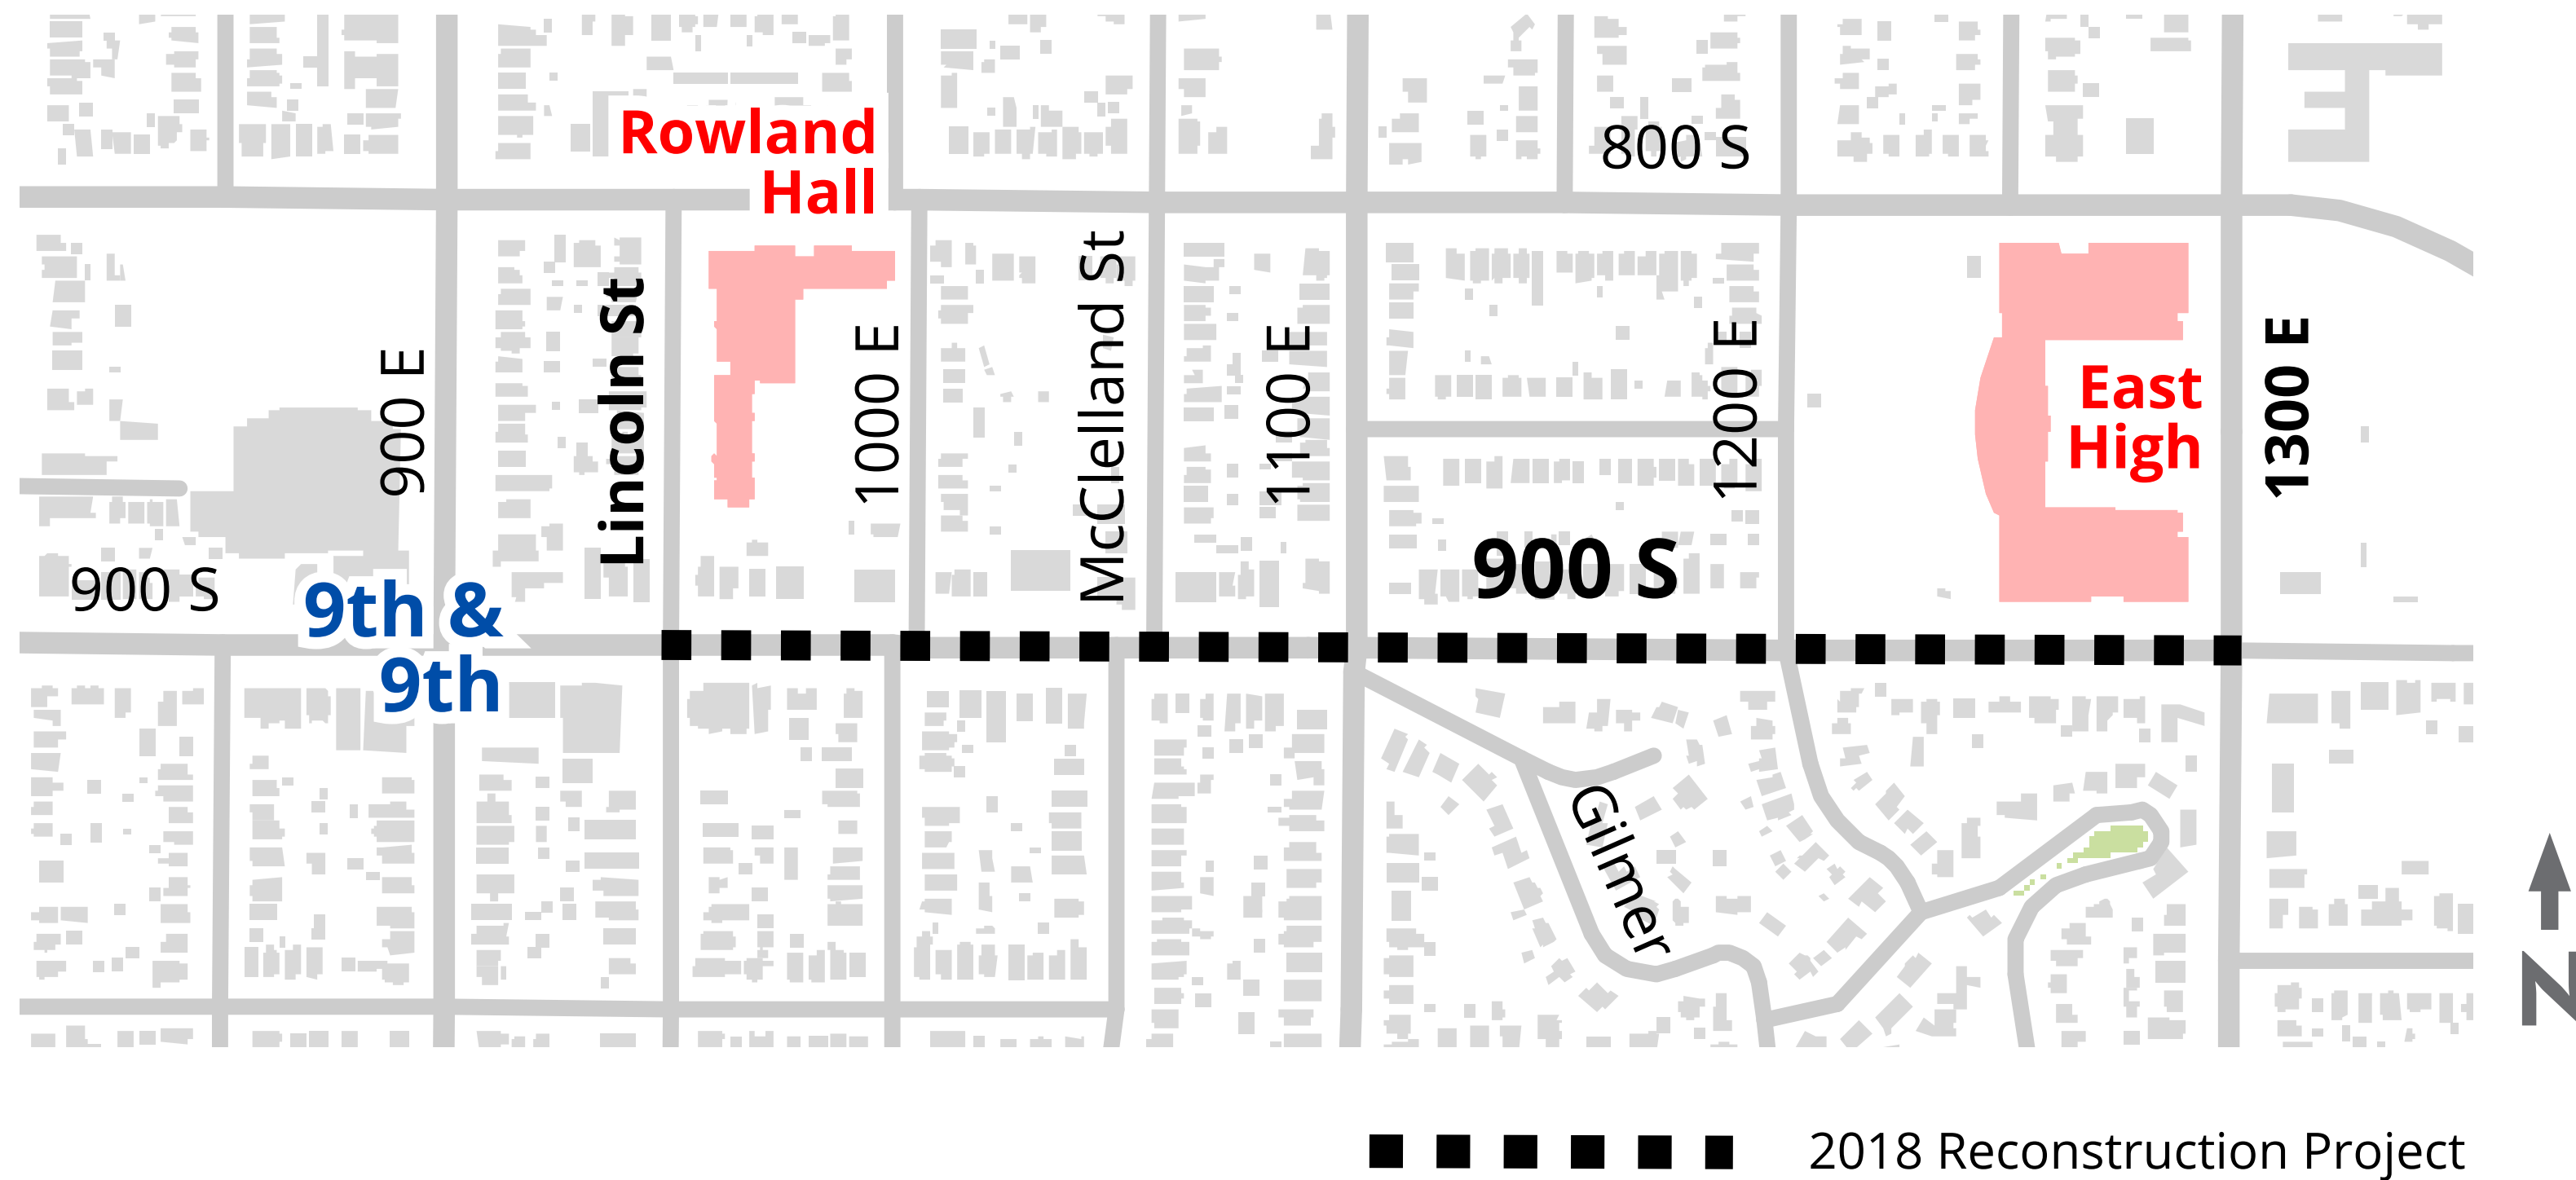 Rowland
Hall
800 S
900 E
Lincoln St
1000 E
McClelland St
1100 E
1200 E
East
High
1300 E
900 S
900 S
9th &
9th
Gilmer
N
2018 Reconstruction Project